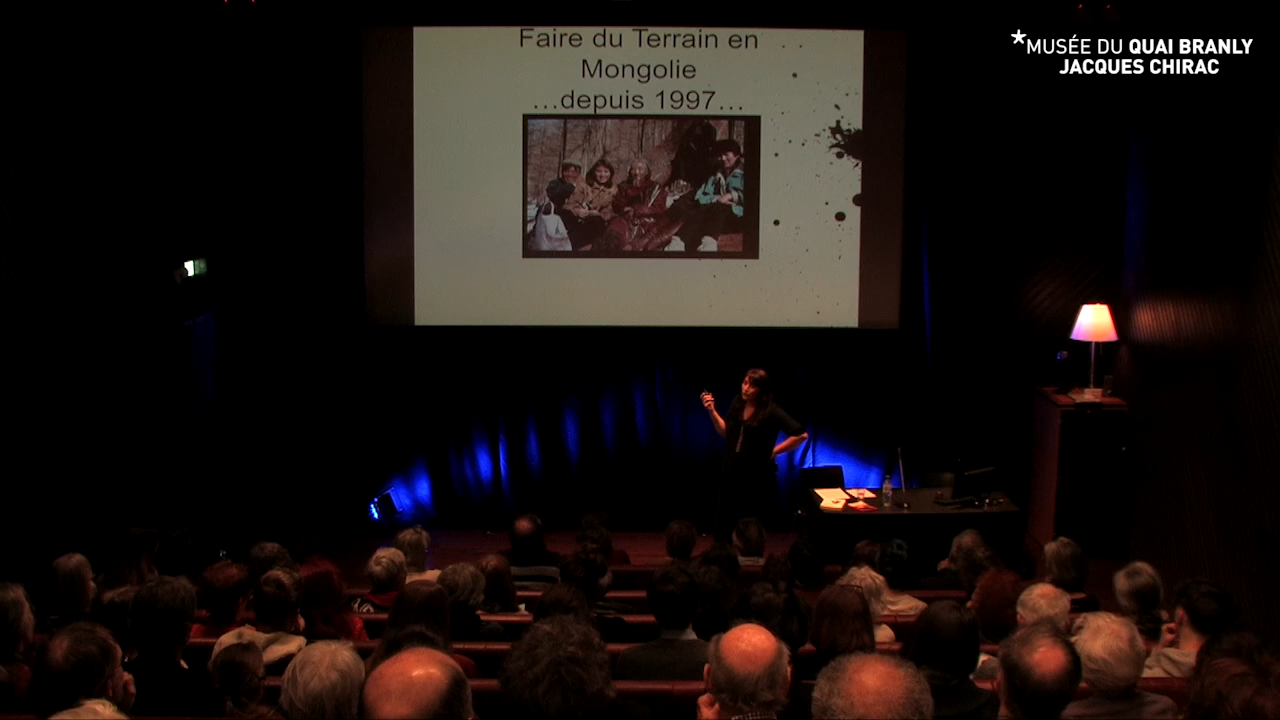 Faire du Terrain en
Mongolie
...depuis 1997...
*MUSÉE DU QUAI BRANLY
JACQUES CHIRAC